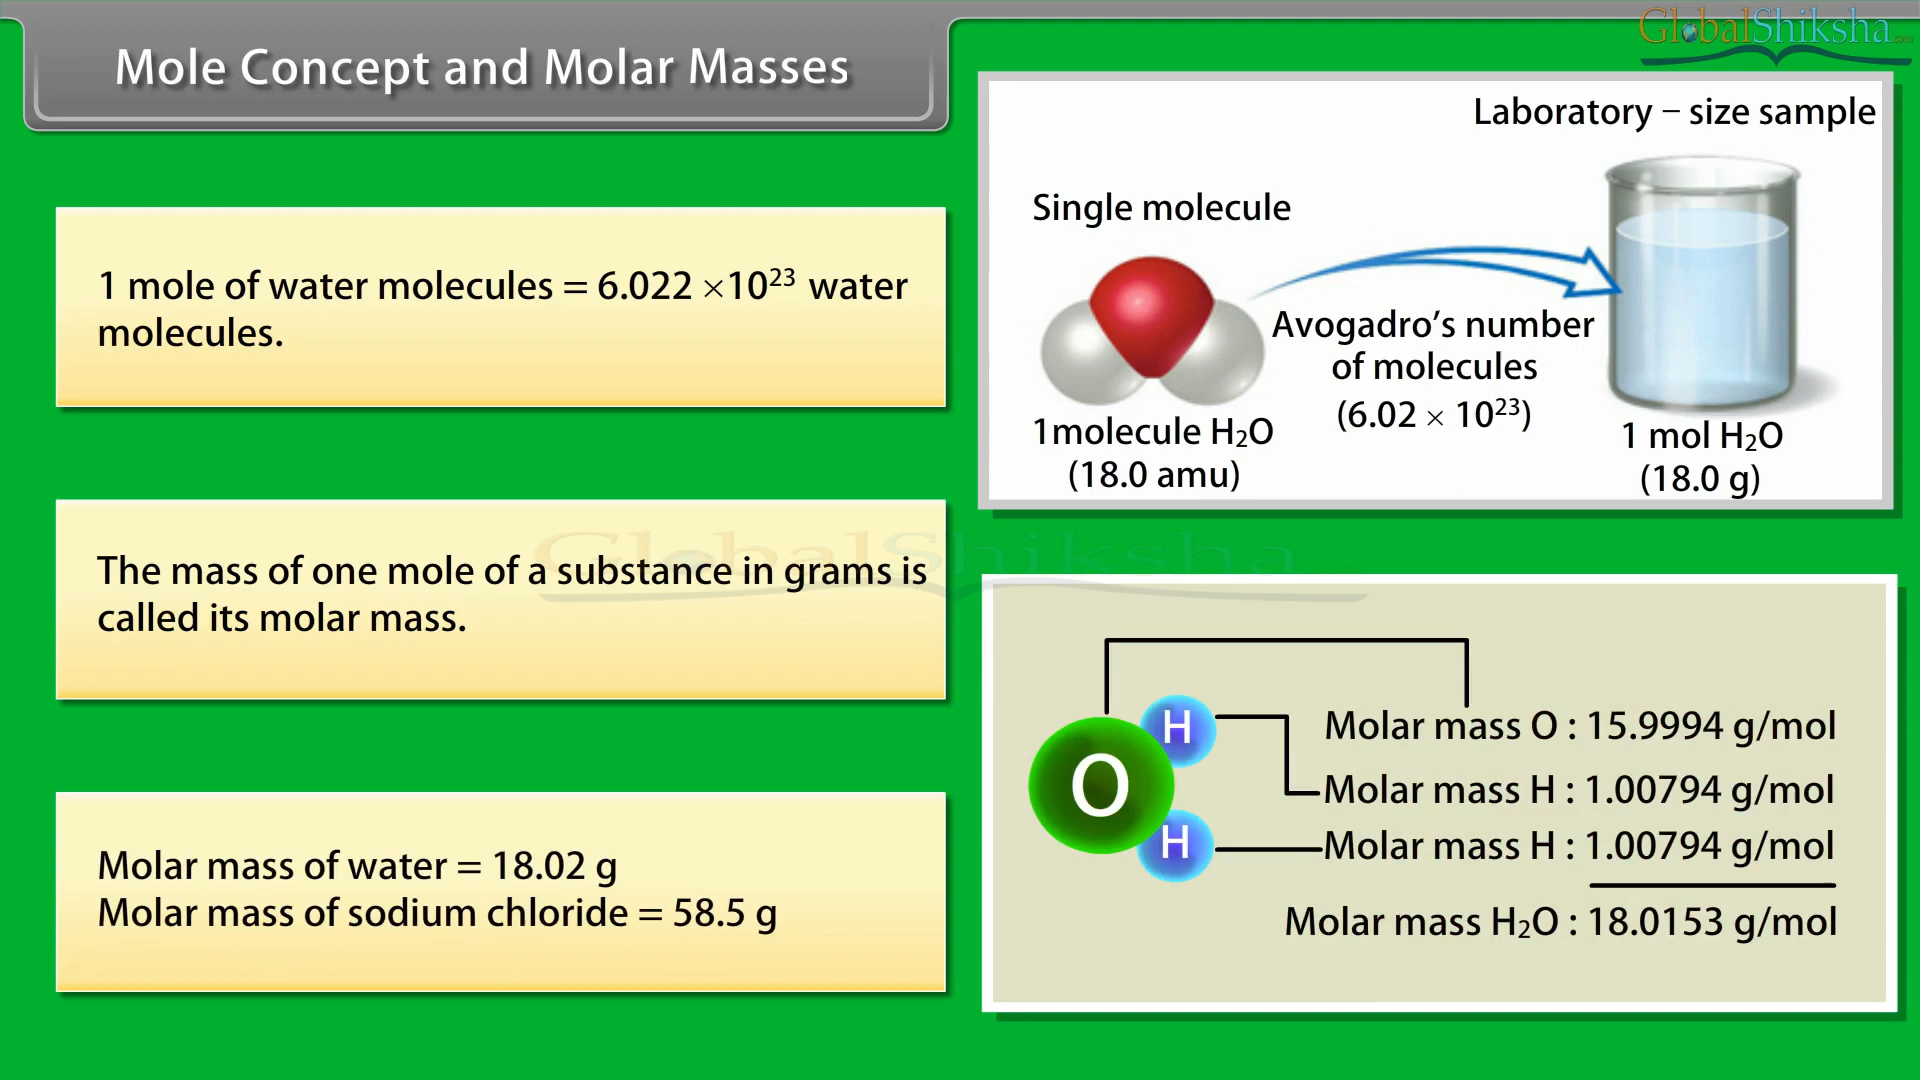 Mole Concept and Molar Masses
GlobalShiksha.com
1 mole of water molecules = 6.022 ×10²³ water
molecules.
The mass of one mole of a substance in grams is
called its molar mass.
Molar mass of water = 18.02 g
Molar mass of sodium chloride = 58.5 g
Laboratory – size sample
Single molecule
Avogadro’s number
of molecules
(6.02 × 10²³)
1molecule H₂O
(18.0 amu)
1 mol H₂O
(18.0 g)
GlobalShiksha
O
H
H
Molar mass O : 15.9994 g/mol
Molar mass H : 1.00794 g/mol
Molar mass H : 1.00794 g/mol
Molar mass H₂O : 18.0153 g/mol